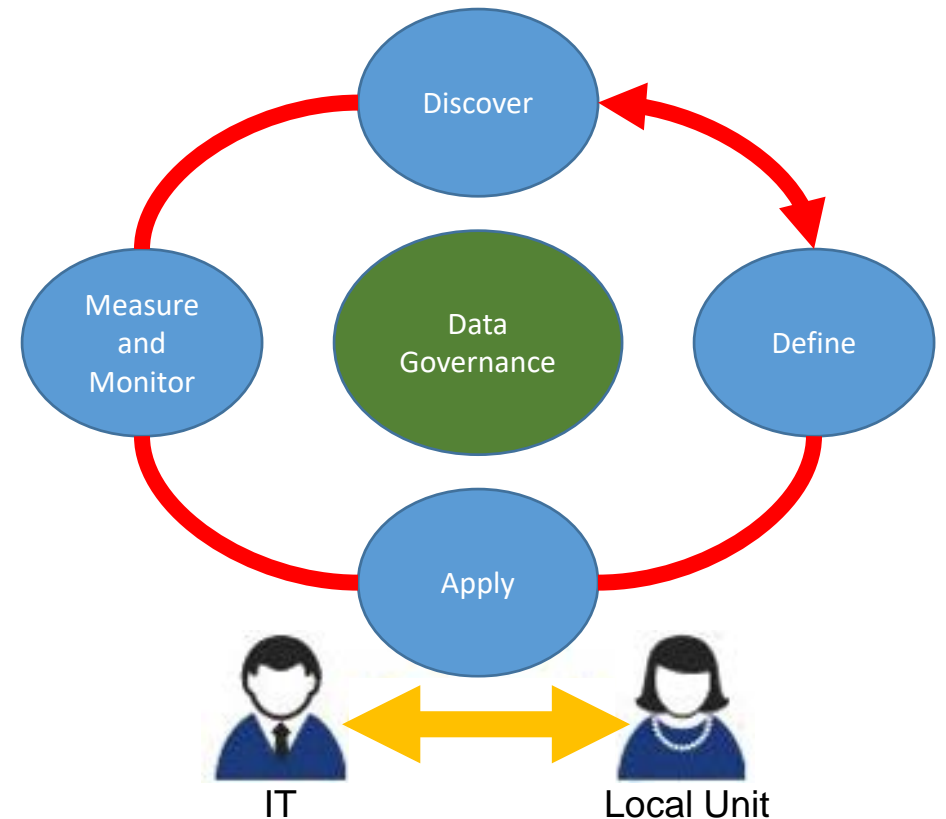 Discover
Measure
and
Monitor
Data
Governance
Define
Apply
IT
Local Unit